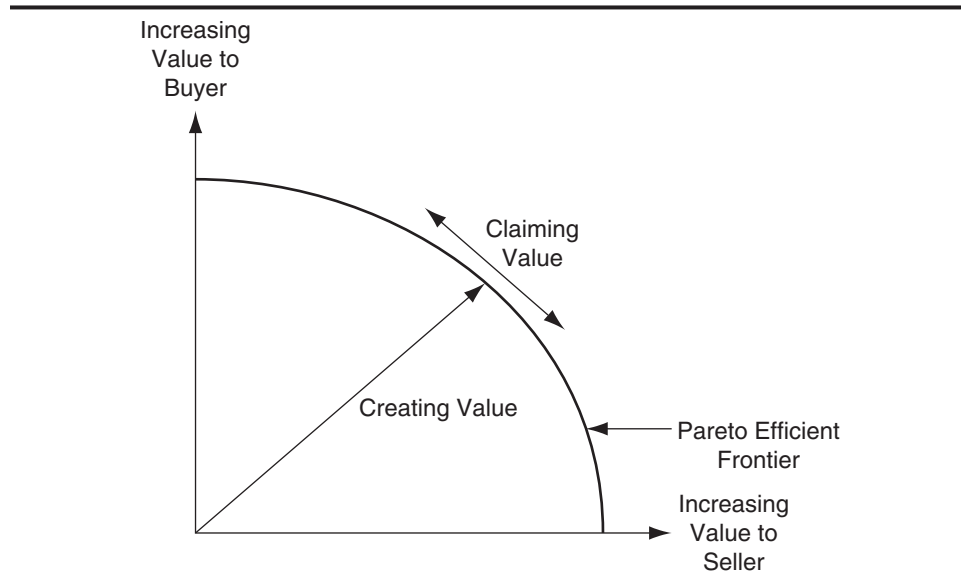 Increasing
Value to
Buyer
Claiming
Value
Creating Value
Pareto Efficient
Frontier
Increasing
Value to
Seller